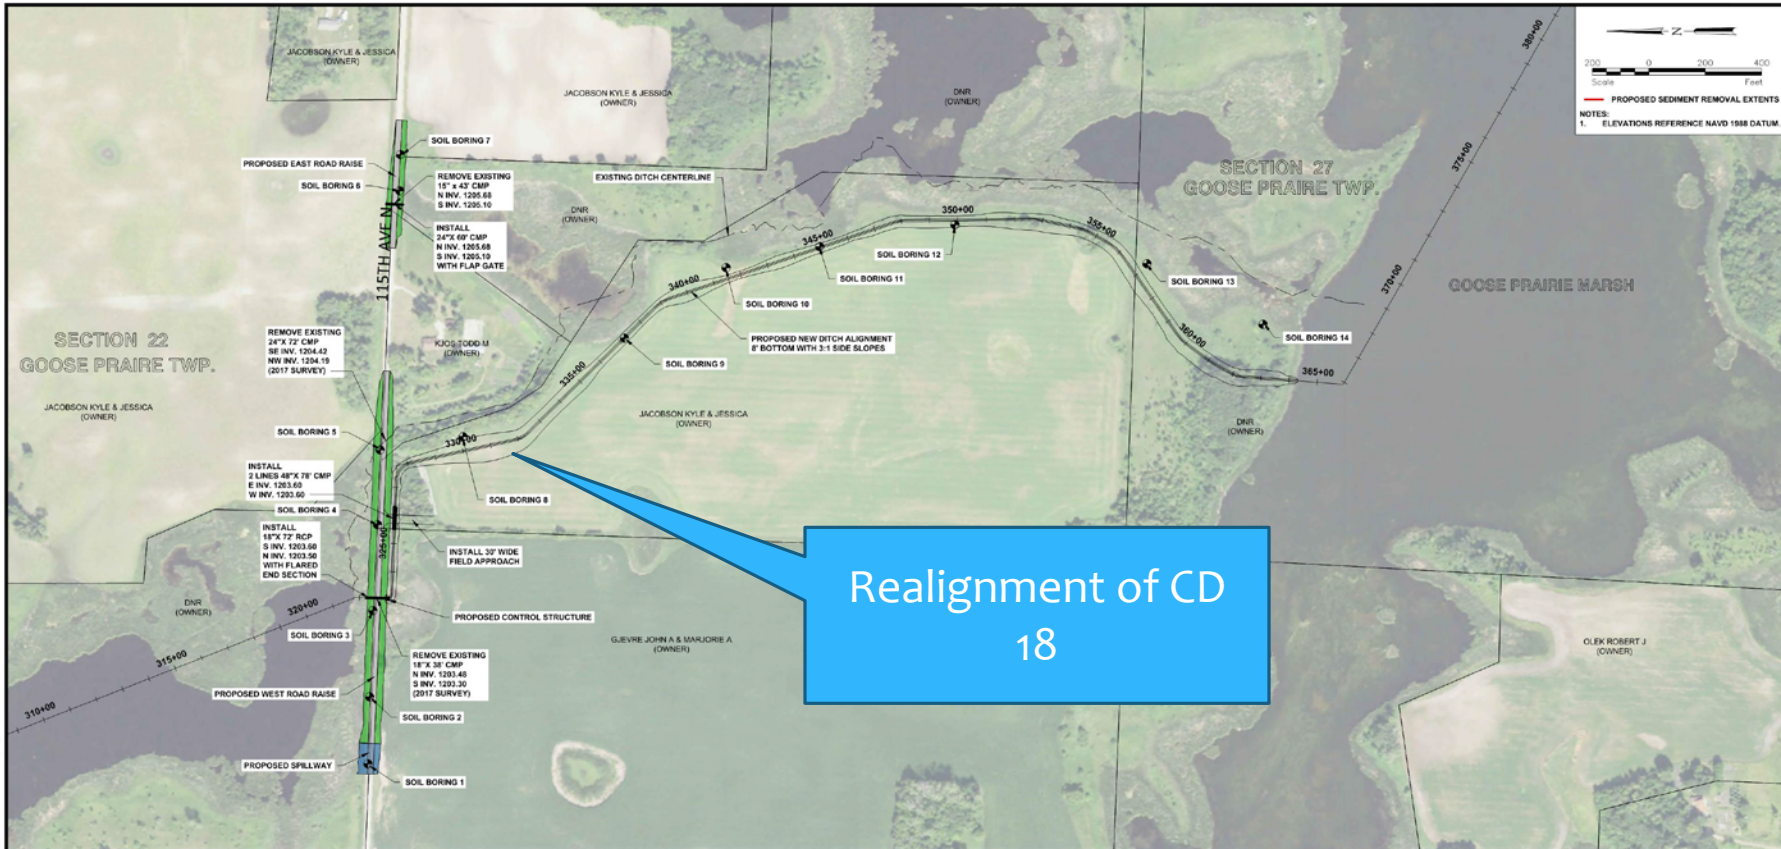 JACOBSON KYLE & JESSICA
(OWNER)
JACOBSON KYLE & JESSICA
(OWNER)
DNR
(OWNER)
N
200 0 200 400
Scale Feet
PROPOSED SEDIMENT REMOVAL EXTENTS
NOTES:
1. ELEVATIONS REFERENCE NAVD 1988 DATUM.
380+00
375+00
370+00
SOIL BORING 7
PROPOSED EAST ROAD RAISE
SOIL BORING 6
REMOVE EXISTING
15" x 43' CMP
N INV. 1205.68
S INV. 1205.10
EXISTING DITCH CENTERLINE
SECTION 27
GOOSE PRAIRE TWP.
DNR
(OWNER)
INSTALL
24"X 60' CMP
N INV. 1205.68
S INV. 1205.10
WITH FLAP GATE
115TH AVE N
350+00
345+00
355+00
340+00
335+00
360+00
365+00
330+00
SOIL BORING 12
SOIL BORING 11
SOIL BORING 10
SOIL BORING 13
SOIL BORING 14
SOIL BORING 9
GOOSE PRAIRIE MARSH
PROPOSED NEW DITCH ALIGNMENT
8' BOTTOM WITH 3:1 SIDE SLOPES
SECTION 22
GOOSE PRAIRE TWP.
REMOVE EXISTING
24"X 72' CMP
SE INV. 1204.42
NW INV. 1204.19
(2017 SURVEY)
KJOS TODD M
(OWNER)
JACOBSON KYLE & JESSICA
(OWNER)
JACOBSON KYLE & JESSICA
(OWNER)
DNR
(OWNER)
SOIL BORING 5
INSTALL
2 LINES 48"X 78' CMP
E INV. 1203.60
W INV. 1203.60
SOIL BORING 8
SOIL BORING 4
INSTALL
18"X 72' RCP
S INV. 1203.60
N INV. 1203.50
WITH FLARED
END SECTION
325+00
INSTALL 30' WIDE
FIELD APPROACH
DNR
(OWNER)
320+00
PROPOSED CONTROL STRUCTURE
SOIL BORING 3
315+00
310+00
REMOVE EXISTING
18"X 38' CMP
N INV. 1203.48
S INV. 1203.30
(2017 SURVEY)
GJEVRE JOHN A & MARJORIE A
(OWNER)
Realignment of CD
18
OLEK ROBERT J
(OWNER)
PROPOSED WEST ROAD RAISE
SOIL BORING 2
PROPOSED SPILLWAY
SOIL BORING 1